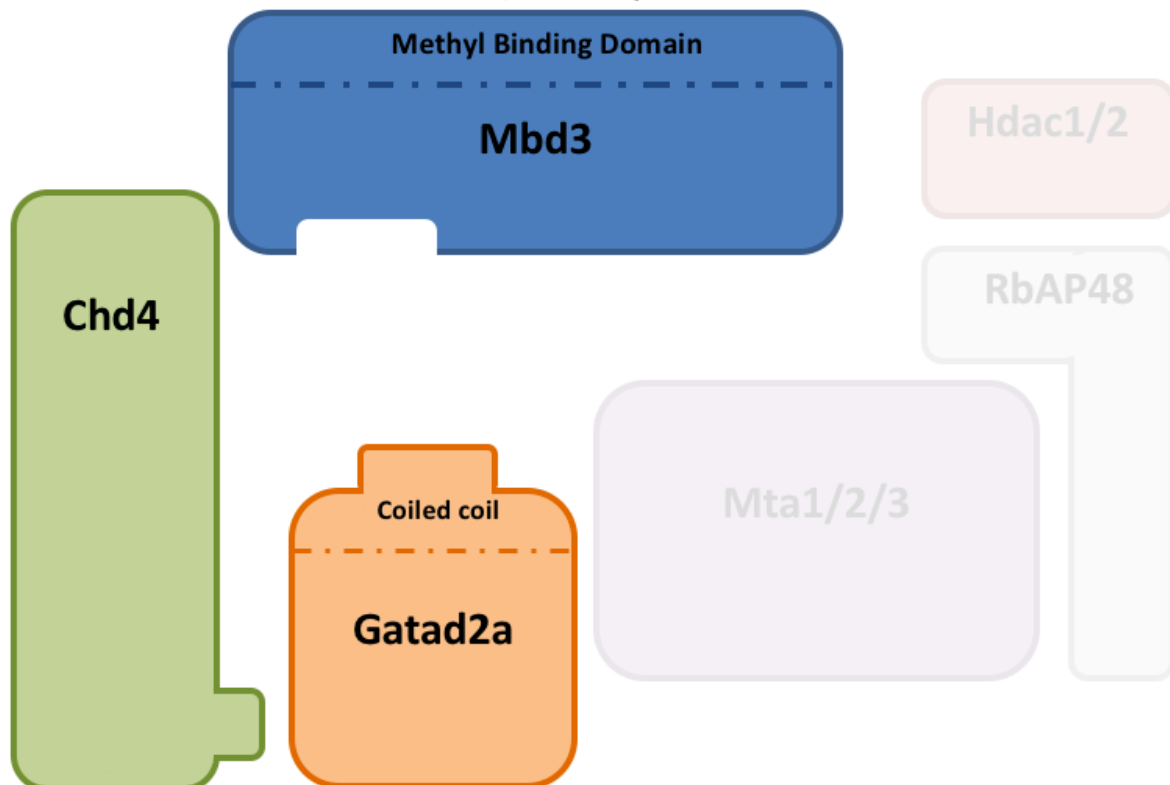 Methyl Binding Domain
Mbd3
Hdac1/2
RbAP48
Chd4
Mta1/2/3
Coiled coil
Gatad2a